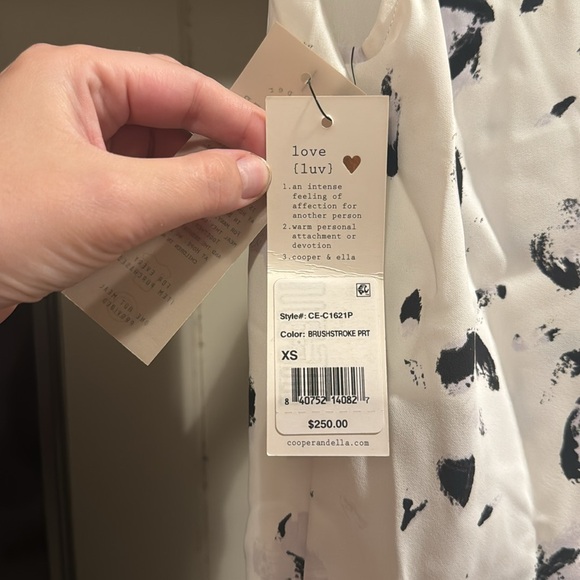 love
{luv}
1.an intense
feeling of
affection for
another person
2.warm personal
attachment or
devotion
3.cooper & ella
Style#: CE-C1621P
Color: BRUSHSTROKE PRT
XS
8 40752 14082 7
$250.00
cooperandella.com